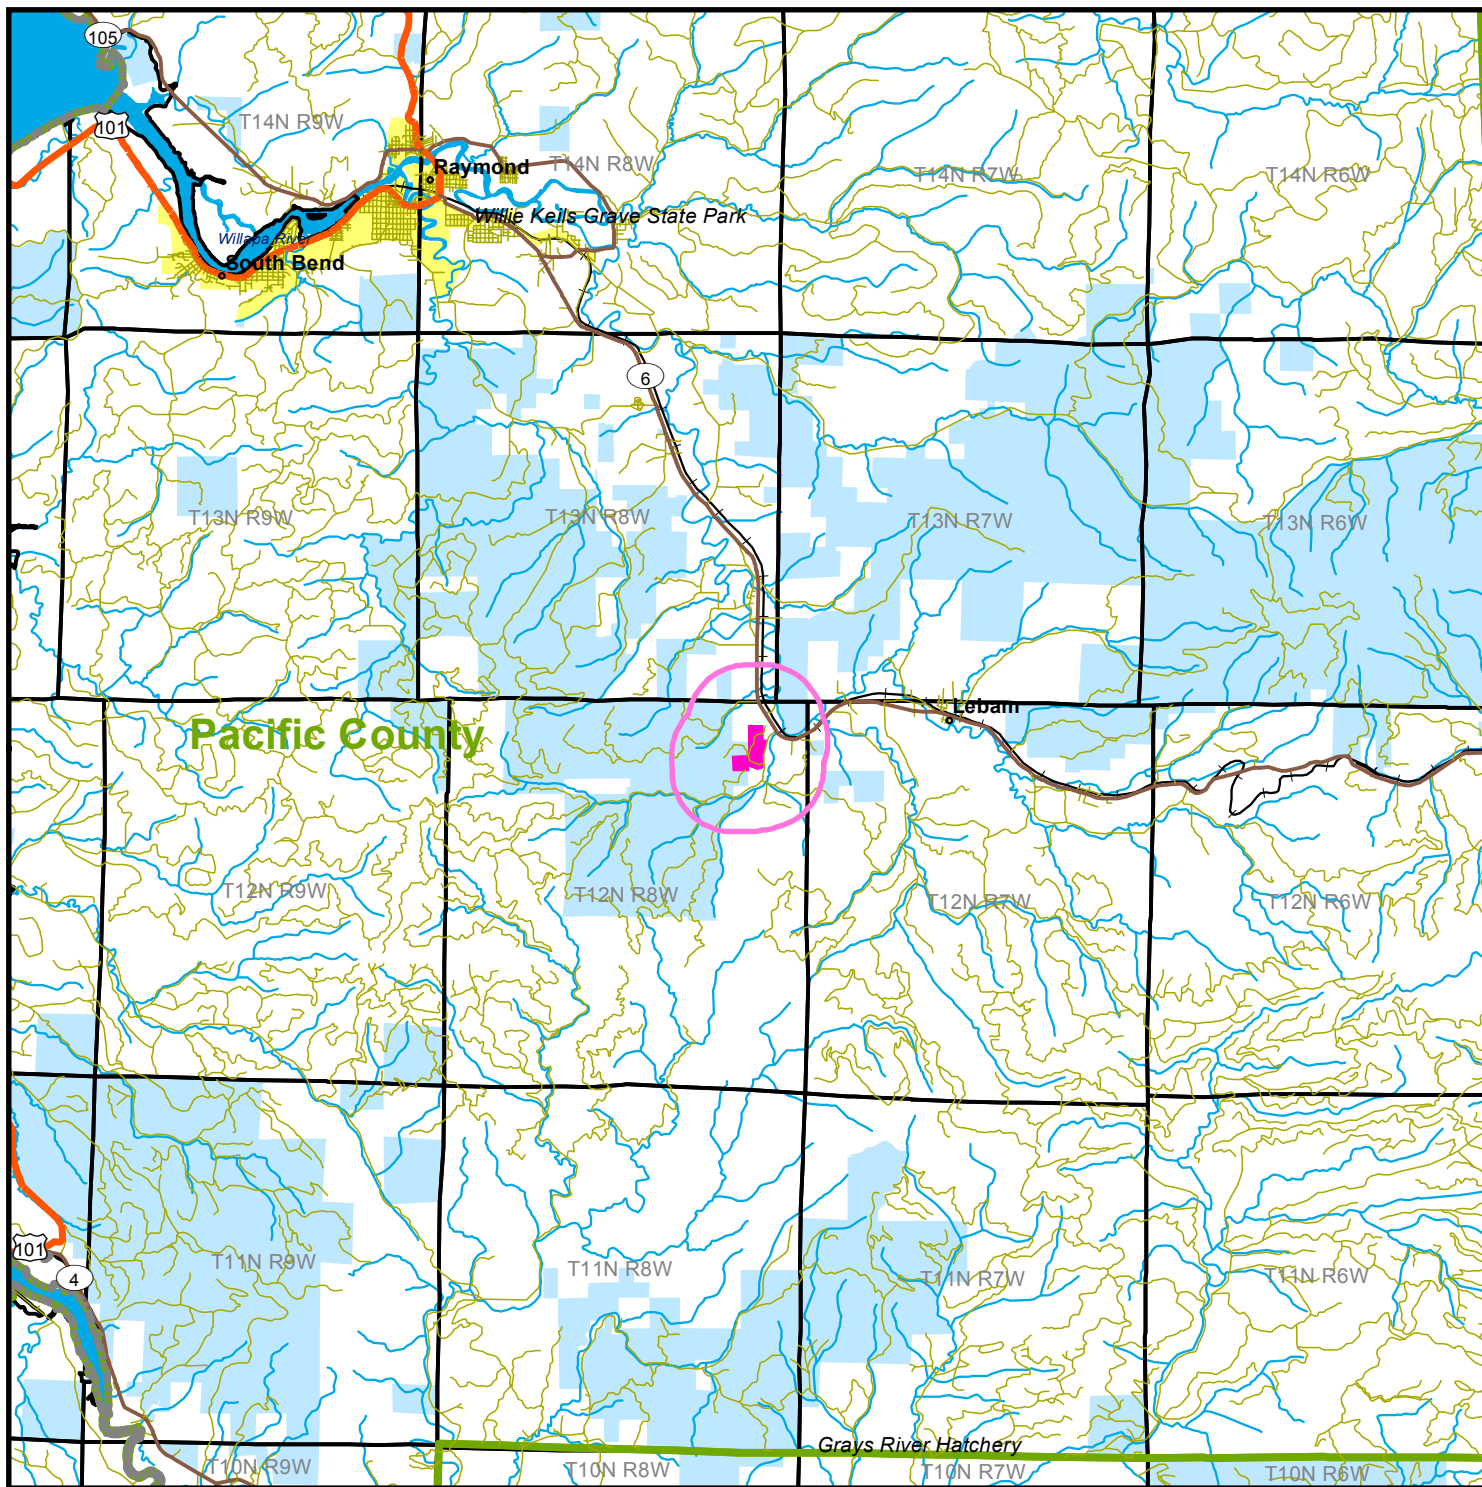 105
101
T14N R9W
Raymond
T14N R8W
T14N R7W
T14N R6W
Willie Keils Grave State Park
Willapa River
South Bend
6
T13N R9W
T13N R8W
T13N R7W
T13N R6W
Pacific County
Lebam
T12N R9W
T12N R8W
T12N R7W
T12N R6W
101
4
T11N R9W
T11N R8W
T11N R7W
T11N R6W
Grays River Hatchery
T10N R9W
T10N R8W
T10N R7W
T10N R6W